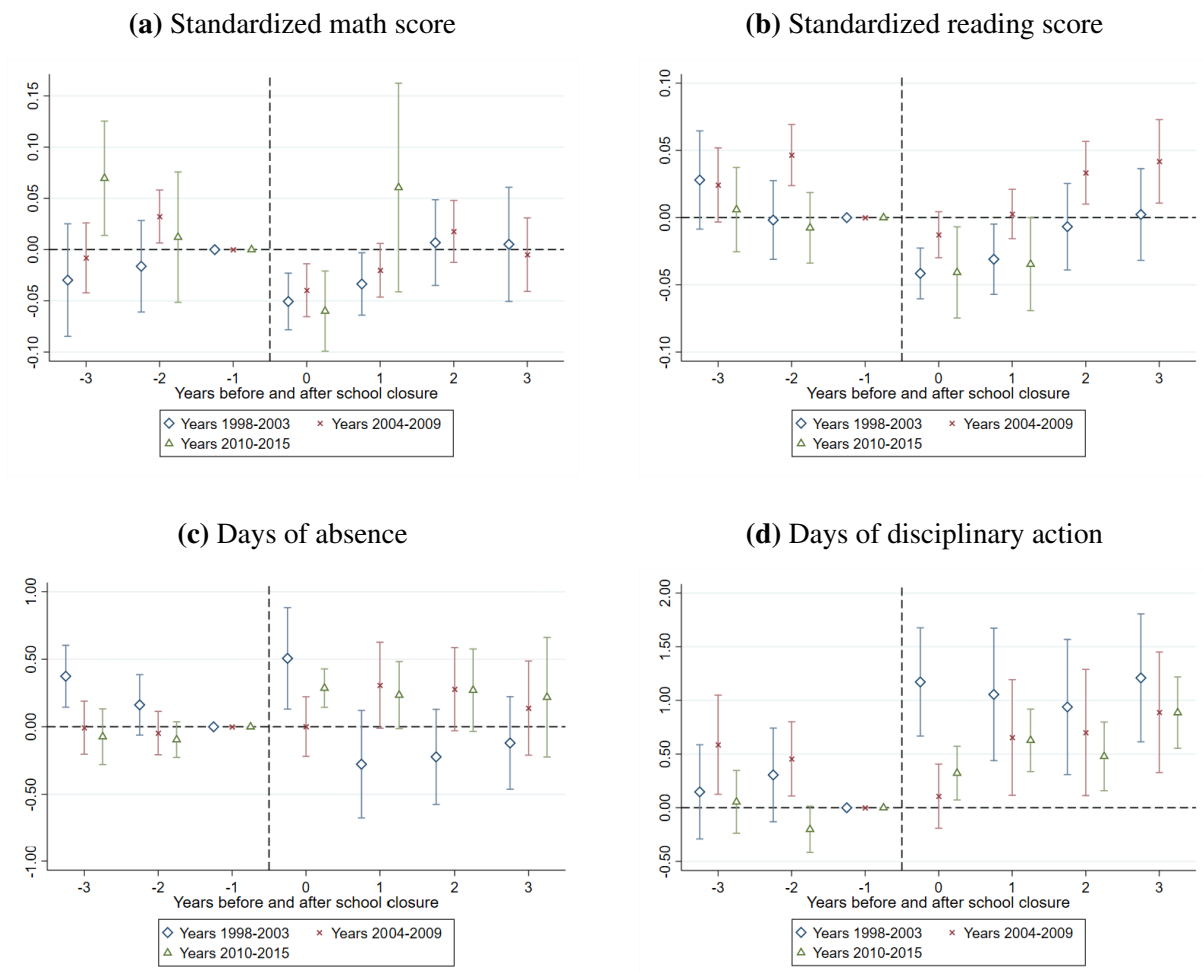 (a) Standardized math score
0.15
0.10
0.05
0.00
-0.05
-0.10
-3 -2 -1 0 1 2 3
Years before and after school closure
Years 1998-2003 Years 2004-2009
Years 2010-2015
(b) Standardized reading score
0.10
0.05
0.00
-0.05
-0.10
-3 -2 -1 0 1 2 3
Years before and after school closure
Years 1998-2003 Years 2004-2009
Years 2010-2015
(c) Days of absence
1.00
0.50
0.00
-0.50
-1.00
-3 -2 -1 0 1 2 3
Years before and after school closure
Years 1998-2003 Years 2004-2009
Years 2010-2015
(d) Days of disciplinary action
2.00
1.50
1.00
0.50
0.00
-0.50
-3 -2 -1 0 1 2 3
Years before and after school closure
Years 1998-2003 Years 2004-2009
Years 2010-2015